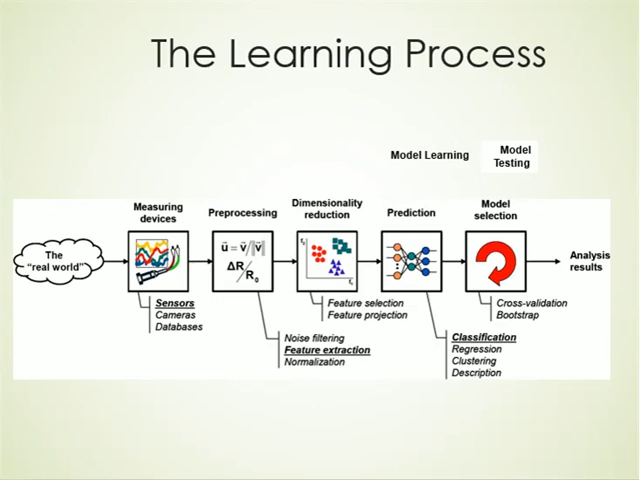 The Learning Process
Model Learning
Model
Testing
The
“real world”
Measuring
devices
Sensors
Cameras
Databases
Preprocessing
u = v/|v|
ΔR/R₀
Noise filtering
Feature extraction
Normalization
Dimensionality
reduction
f₂
f₁
Feature selection
Feature projection
Prediction
Classification
Regression
Clustering
Description
Model
selection
Cross-validation
Bootstrap
Analysis
results